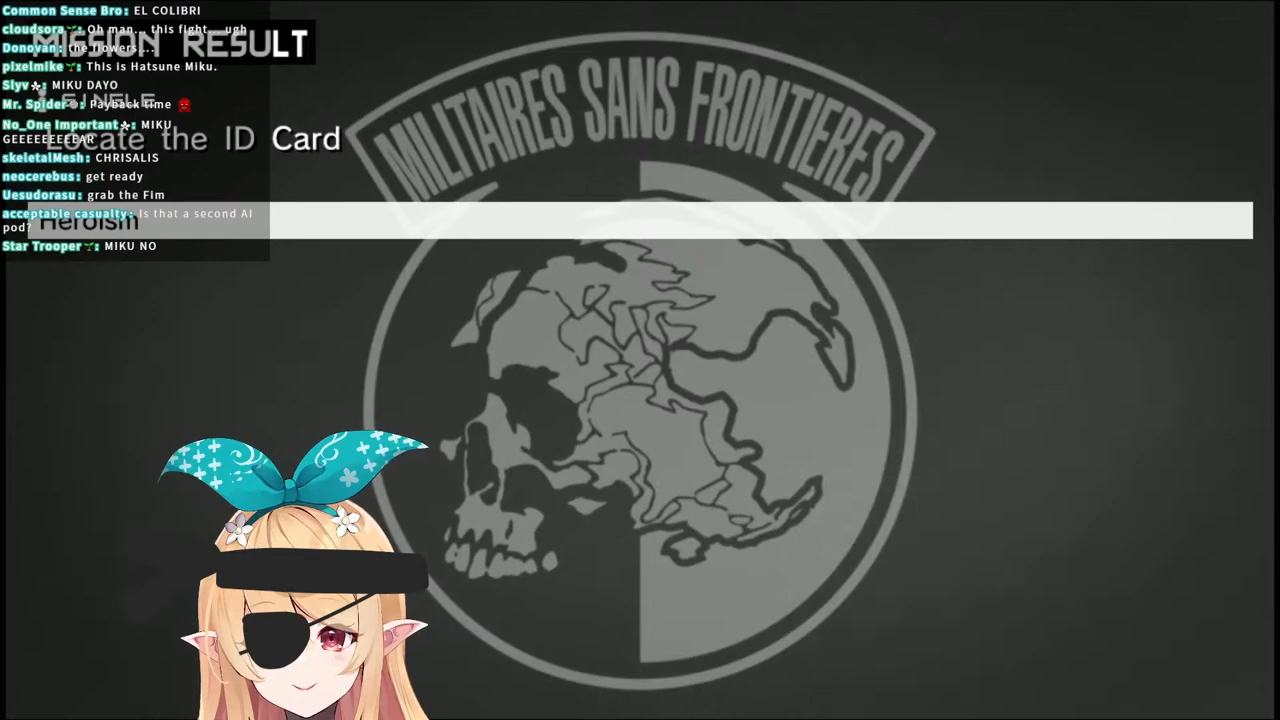 Common Sense Bro: EL COLIBRI
cloudsora: Oh man... this fight... ugh
Donovan: the flowers....
pixelmike: This is Hatsune Miku.
Slyv: MIKU DAYO
Mr. Spider: Payback time
No_One Important: MIKU
GEEEEEEEEEAR
skeletalMesh: CHRISALIS
neocerebus: get ready
Uesudorasu: grab the Fim
acceptable casualty: Is that a second AI
pod?
Star Trooper: MIKU NO
MISSION RESULT
SINGLE
Locate the ID Card
Heroism
MILITAIRES SANS FRONTIERES